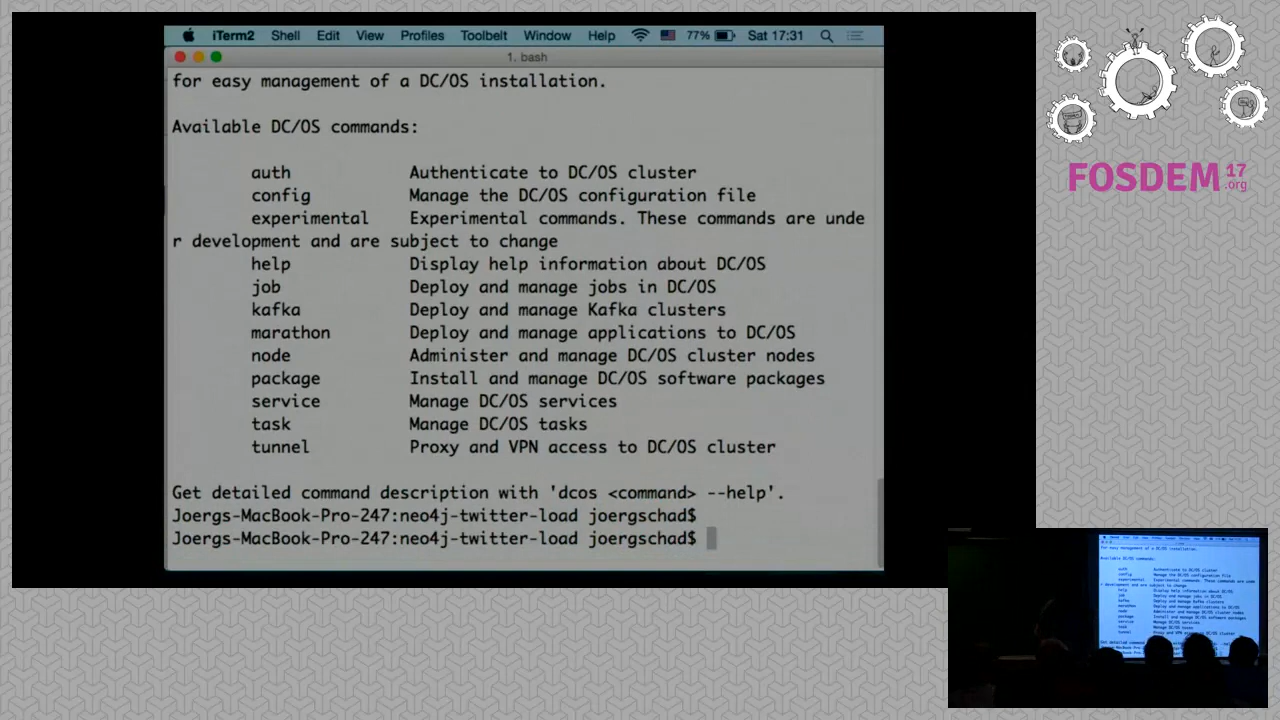 iTerm2 Shell Edit View Profiles Toolbelt Window Help 77% Sat 17:31
1. bash
for easy management of a DC/OS installation.
Available DC/OS commands:
auth Authenticate to DC/OS cluster
config Manage the DC/OS configuration file
experimental Experimental commands. These commands are unde
r development and are subject to change
help Display help information about DC/OS
job Deploy and manage jobs in DC/OS
kafka Deploy and manage Kafka clusters
marathon Deploy and manage applications to DC/OS
node Administer and manage DC/OS cluster nodes
package Install and manage DC/OS software packages
service Manage DC/OS services
task Manage DC/OS tasks
tunnel Proxy and VPN access to DC/OS cluster
Get detailed command description with 'dcos <command> --help'.
Joergs-MacBook-Pro-247:neo4j-twitter-load joergschad$
Joergs-MacBook-Pro-247:neo4j-twitter-load joergschad$
FOSDEM 17
.org